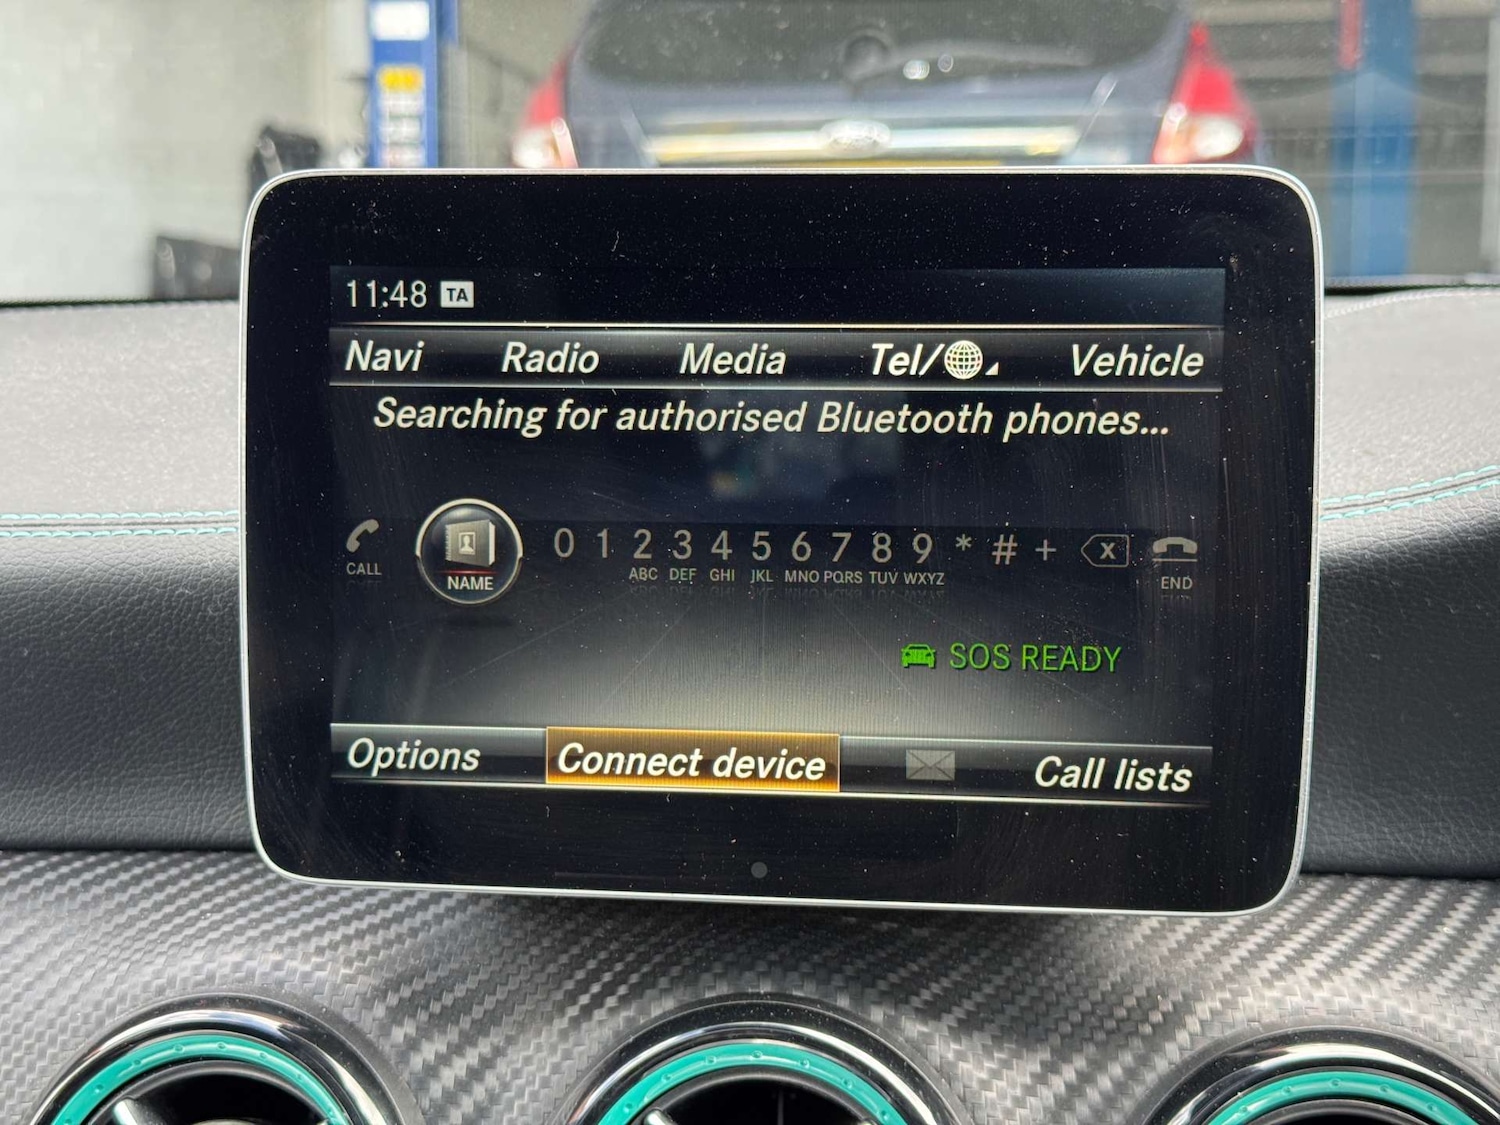 11:48 TA
Navi Radio Media Tel/ Vehicle
Searching for authorised Bluetooth phones...
CALL NAME 0 1 2 3 4 5 6 7 8 9 * # + X END
ABC DEF GHI JKL MNO PQRS TUV WXYZ
SOS READY
Options Connect device Call lists